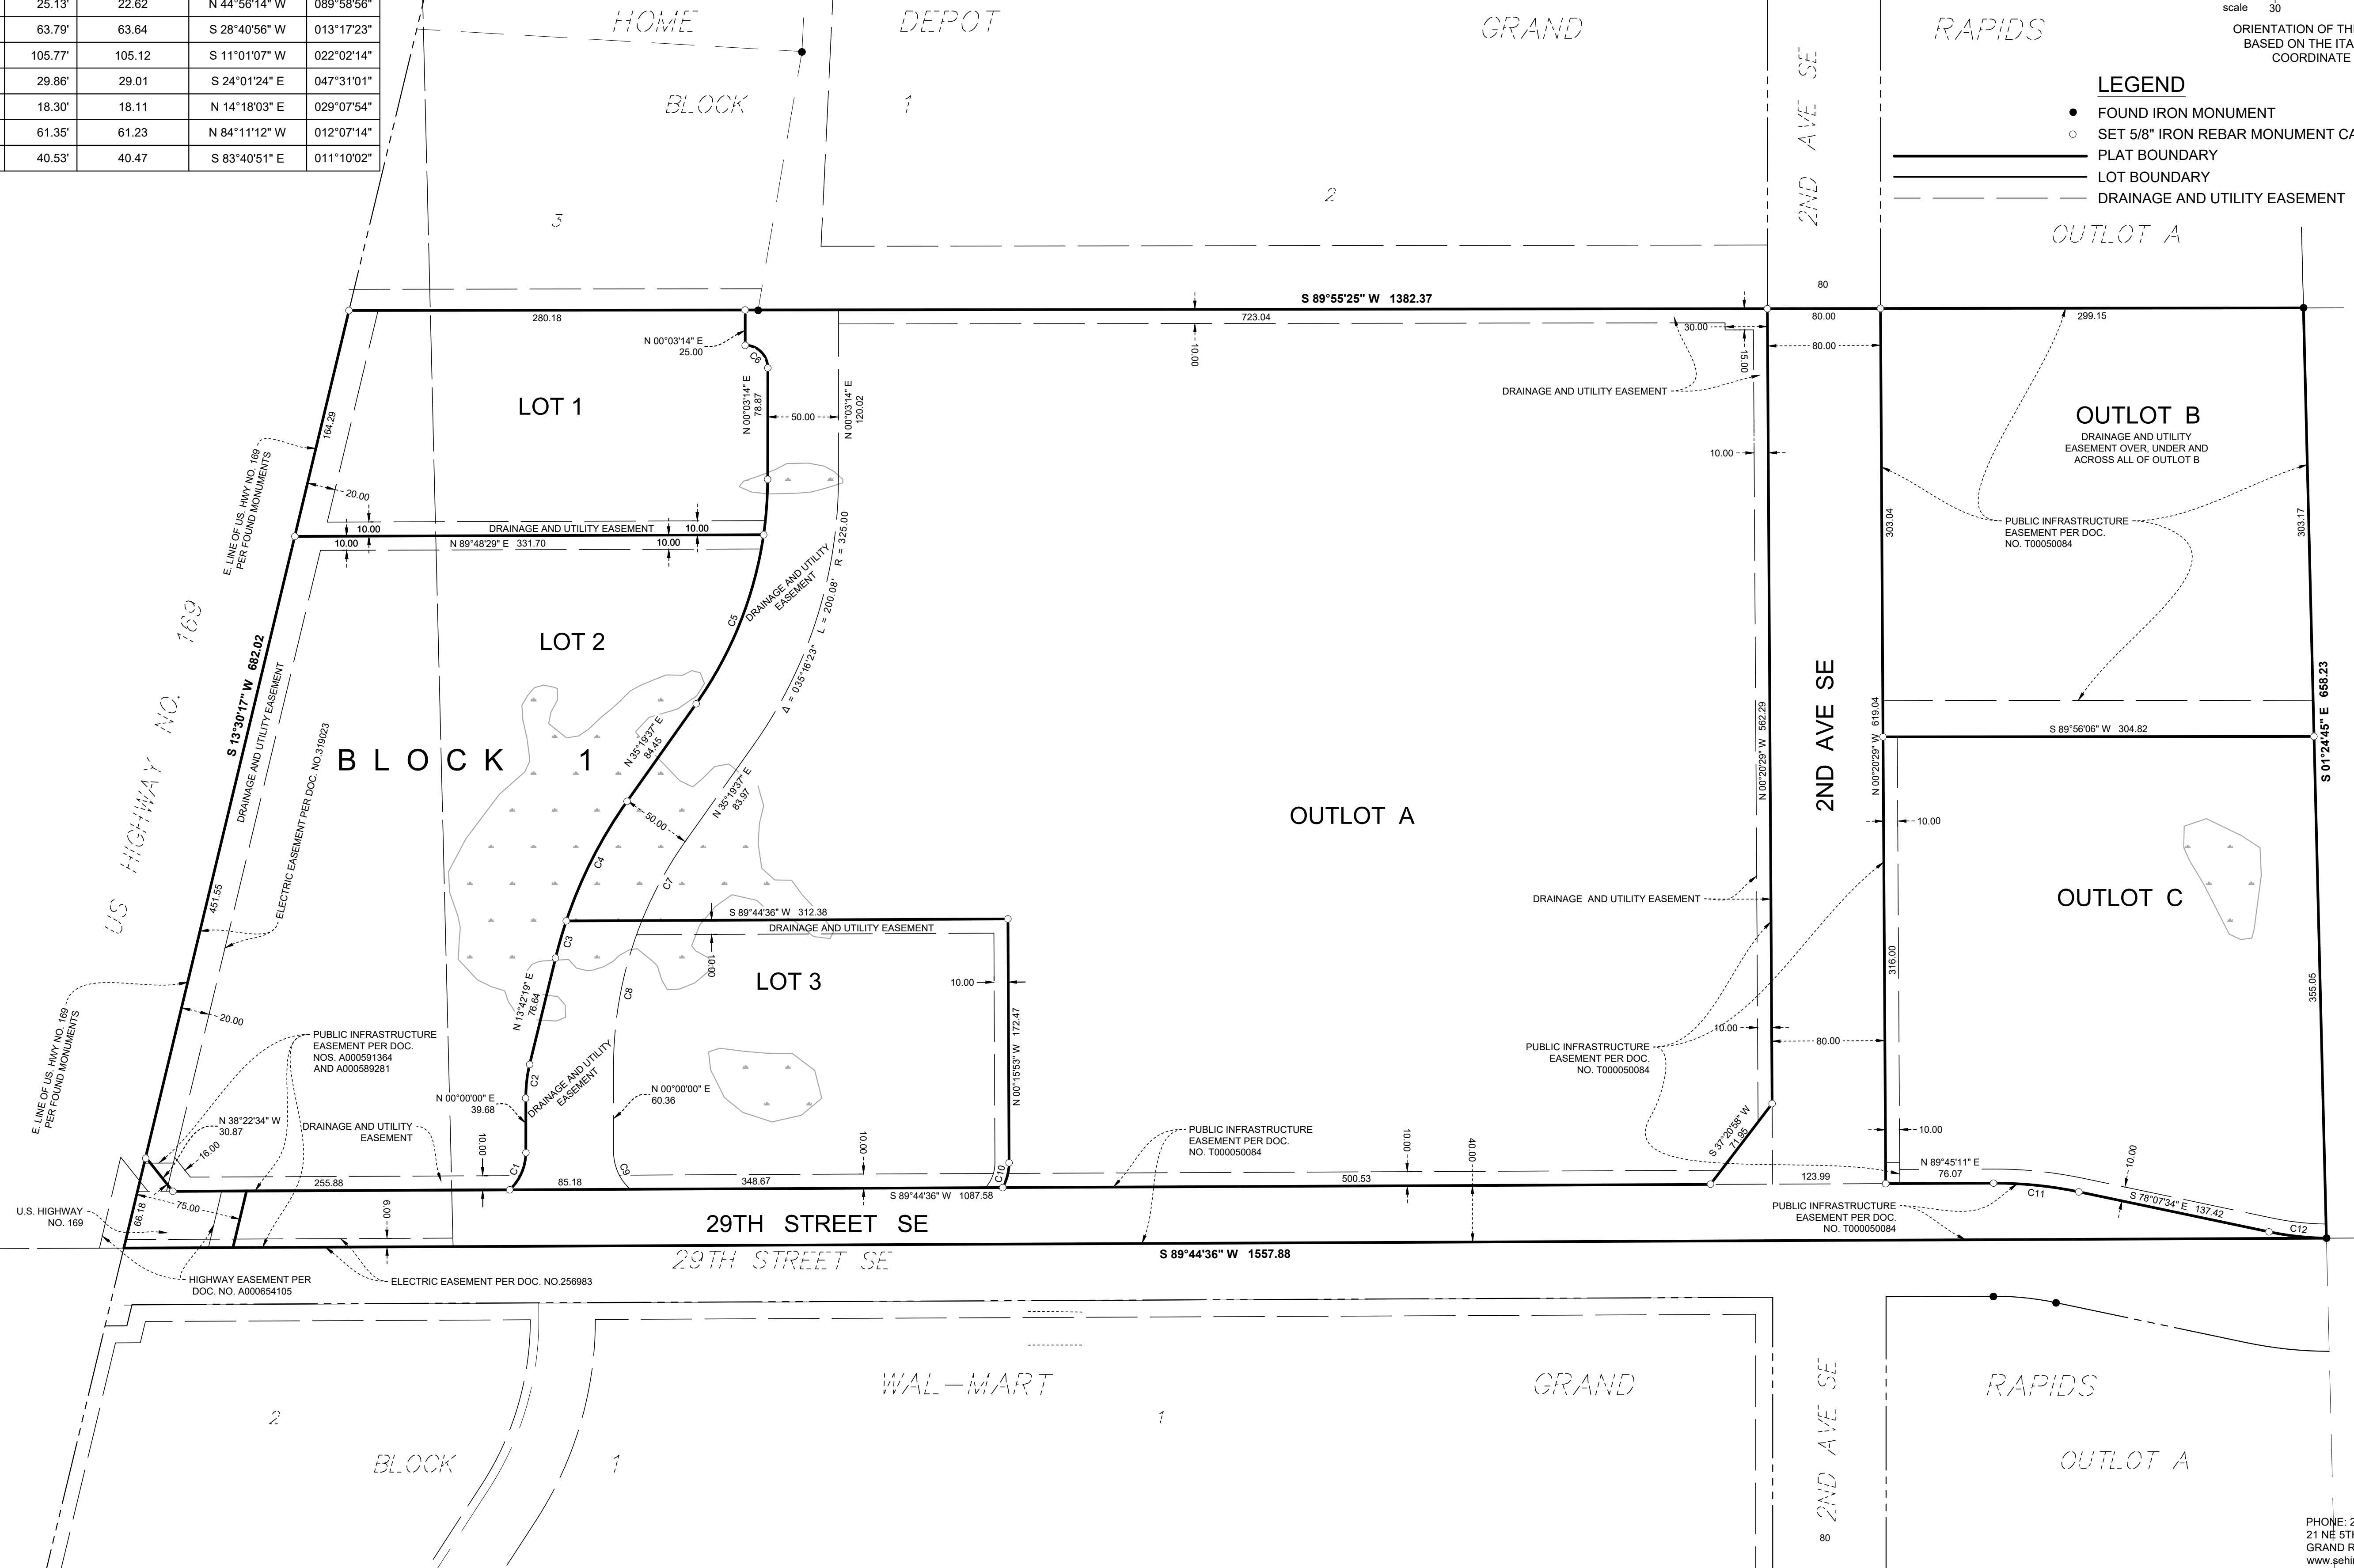 25.13' 22.62 N 44°56'14" W 089°58'56"
63.79' 63.64 S 28°40'56" W 013°17'23"
105.77' 105.12 S 11°01'07" W 022°02'14"
29.86' 29.01 S 24°01'24" E 047°31'01"
18.30' 18.11 N 14°18'03" E 029°07'54"
61.35' 61.23 N 84°11'12" W 012°07'14"
40.53' 40.47 S 83°40'51" E 011°10'02"
HOME DEPOT GRAND RAPIDS
BLOCK 1
3
2
2ND AVE SE
80
OUTLOT A
scale 30
ORIENTATION OF
BASED ON THE
COORDINATE
LEGEND
FOUND IRON MONUMENT
SET 5/8" IRON REBAR MONUMENT
PLAT BOUNDARY
LOT BOUNDARY
DRAINAGE AND UTILITY EASEMENT
S 89°55'25" W 1382.37
280.18
723.04
80.00
299.15
N 00°03'14" E
25.00
C6
N 00°03'14" E
78.87
50.00
N 00°03'14" E
120.02
10.00
30.00
15.00
80.00
DRAINAGE AND UTILITY EASEMENT
10.00
LOT 1
164.29
E. LINE OF US. HWY NO. 169
PER FOUND MONUMENTS
20.00
10.00
DRAINAGE AND UTILITY EASEMENT
10.00
10.00
N 89°48'29" E 331.70
10.00
OUTLOT B
DRAINAGE AND UTILITY
EASEMENT OVER, UNDER AND
ACROSS ALL OF OUTLOT B
PUBLIC INFRASTRUCTURE
EASEMENT PER DOC.
NO. T00050084
303.04
303.17
DRAINAGE AND UTILITY
EASEMENT
C5
Δ = 035°16'23" L = 200.08' R = 325.00
LOT 2
US HIGHWAY NO. 169
S 13°30'17" W 682.02
DRAINAGE AND UTILITY EASEMENT
ELECTRIC EASEMENT PER DOC. NO.319023
BLOCK 1
N 35°19'37" E
84.45
N 35°19'37" E
83.97
50.00
C4
C7
451.55
OUTLOT A
N 00°20'29" W 562.29
2ND AVE SE
N 00°20'29" W 619.04
S 89°56'06" W 304.82
S 01°24'45" E 658.23
10.00
OUTLOT C
DRAINAGE AND UTILITY EASEMENT
S 89°44'36" W 312.38
DRAINAGE AND UTILITY EASEMENT
10.00
LOT 3
10.00
C3
C8
N 13°42'19" E
76.64
316.00
355.05
20.00
E. LINE OF US. HWY NO. 169
PER FOUND MONUMENTS
PUBLIC INFRASTRUCTURE
EASEMENT PER DOC.
NOS. A000591364
AND A000589281
N 00°15'53" W 172.47
10.00
80.00
PUBLIC INFRASTRUCTURE
EASEMENT PER DOC.
NO. T000050084
C2
N 00°00'00" E
39.68
DRAINAGE AND UTILITY
EASEMENT
N 00°00'00" E
60.36
N 38°22'34" W
30.87
16.00
DRAINAGE AND UTILITY
EASEMENT
10.00
C1
C9
10.00
C10
PUBLIC INFRASTRUCTURE
EASEMENT PER DOC.
NO. T000050084
10.00
40.00
S 37°20'58" W
71.95
10.00
N 89°45'11" E
76.07
10.00
255.88
85.18
348.67
500.53
123.99
S 89°44'36" W 1087.58
C11
S 78°07'34" E 137.42
C12
PUBLIC INFRASTRUCTURE
EASEMENT PER DOC.
NO. T000050084
U.S. HIGHWAY
NO. 169
66.18
75.00
6.00
29TH STREET SE
29TH STREET SE
S 89°44'36" W 1557.88
HIGHWAY EASEMENT PER
DOC. NO. A000654105
ELECTRIC EASEMENT PER DOC. NO.256983
WAL-MART GRAND RAPIDS
2
1
BLOCK 1
2ND AVE SE
80
OUTLOT A
PHONE: 2
21 NE 5TH
GRAND R
www.sehin